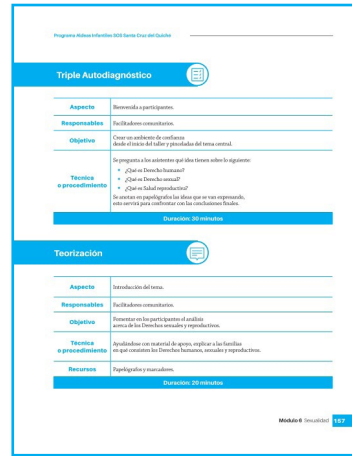 Programa Aldeas Infantiles SOS Santa Cruz del Quiché
Triple Autodiagnóstico
Aspecto
Bienvenida a participantes.
Responsables
Facilitadores comunitarios.
Objetivo
Crear un ambiente de confianza
desde el inicio del taller y pinceladas del tema central.
Técnica
o procedimiento
Se pregunta a los asistentes qué idea tienen sobre lo siguiente:
• ¿Qué es Derecho humano?
• ¿Qué es Derecho sexual?
• ¿Qué es Salud reproductiva?
Se anotan en papelógrafos las ideas que se van expresando,
esto servirá para confrontar con las conclusiones finales.
Duración: 30 minutos
Teorización
Aspecto
Introducción del tema.
Responsables
Facilitadores comunitarios.
Objetivo
Fomentar en los participantes el análisis
acerca de los Derechos sexuales y reproductivos.
Técnica
o procedimiento
Ayudándose con material de apoyo, explicar a las familias
en qué consisten los Derechos humanos, sexuales y reproductivos.
Recursos
Papelógrafos y marcadores.
Duración: 20 minutos
Módulo 6 Sexualidad 167